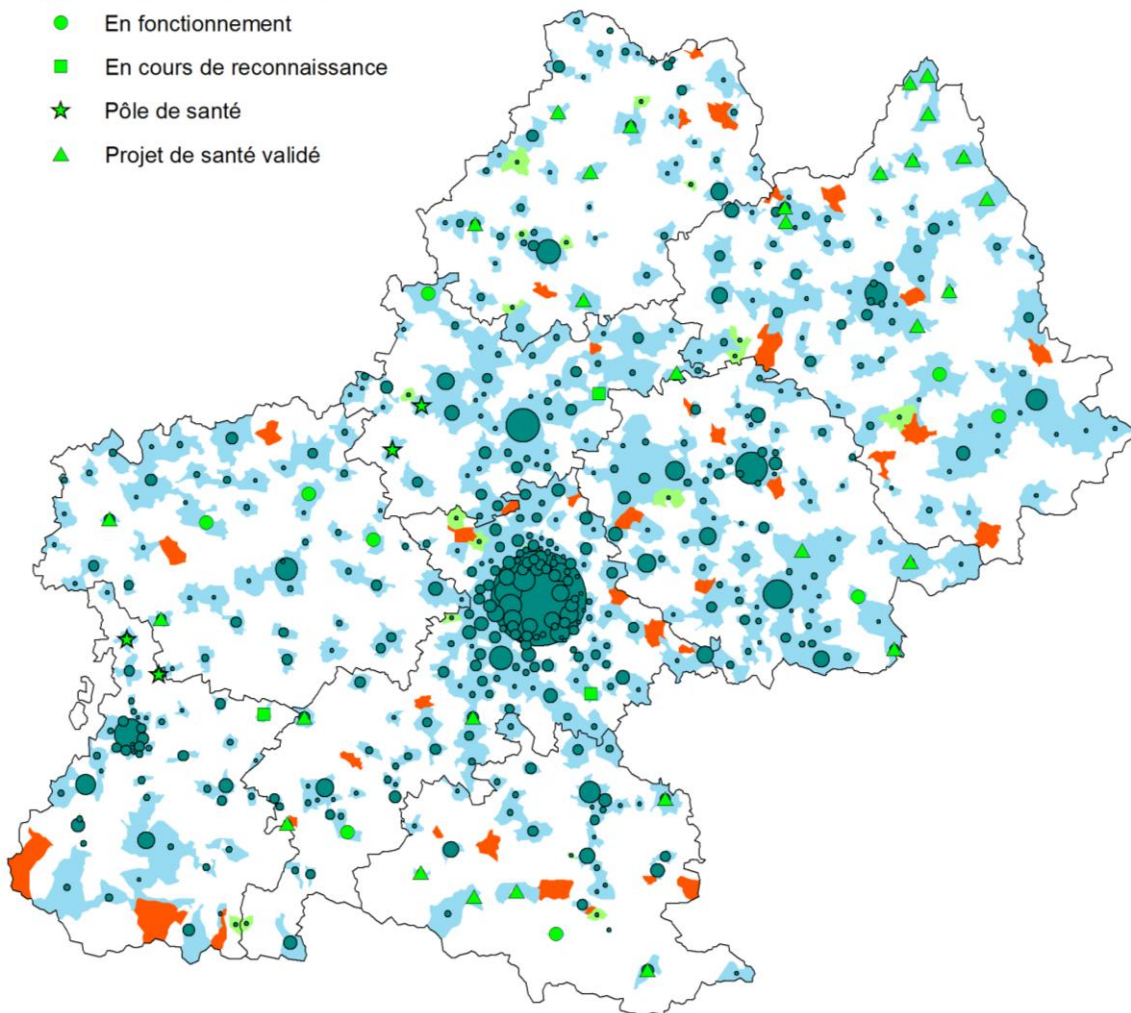 En fonctionnement
En cours de reconnaissance
Pôle de santé
Projet de santé validé